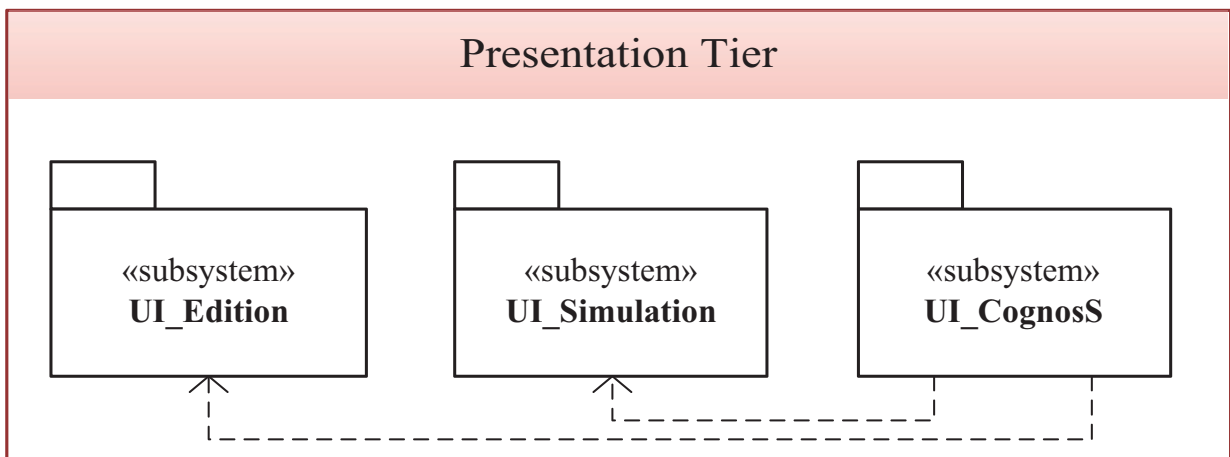 Presentation Tier
«subsystem»
UI_Edition
«subsystem»
UI_Simulation
«subsystem»
UI_CognosS